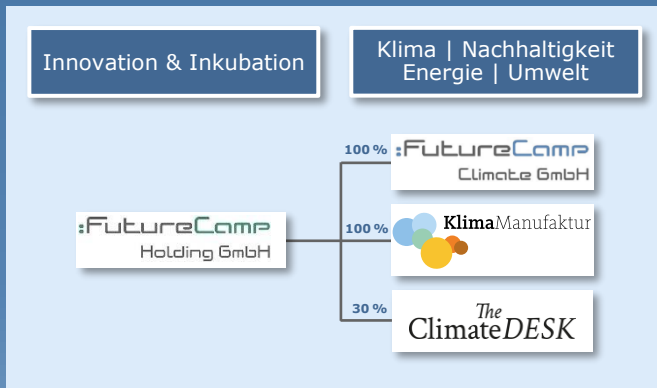 Innovation & Inkubation
Klima | Nachhaltigkeit
Energie | Umwelt
100 %
:FutureCamp
Climate GmbH
:FutureCamp
Holding GmbH
100 %
KlimaManufaktur
30 %
The
ClimateDESK